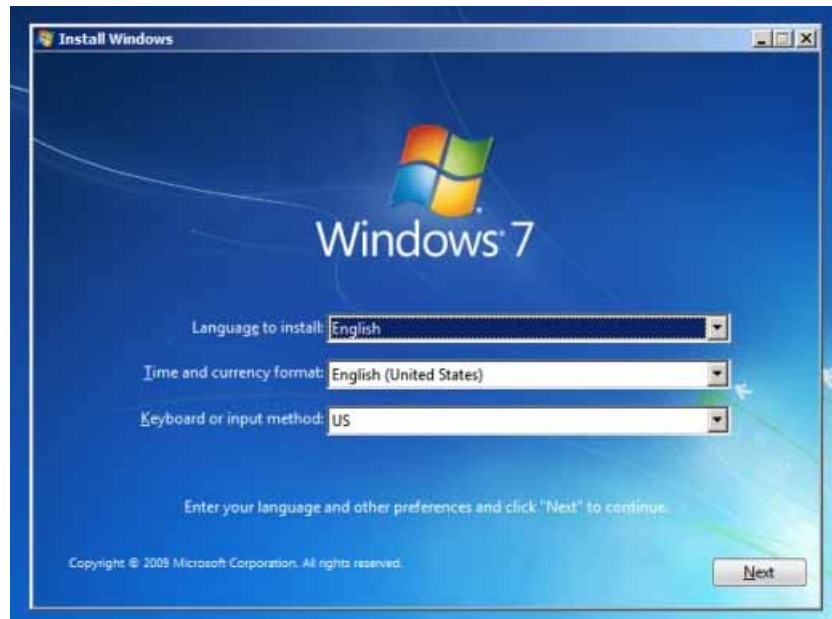 Install Windows
Windows 7
Language to install: English
Time and currency format: English (United States)
Keyboard or input method: US
Enter your language and other preferences and click "Next" to continue.
Copyright © 2009 Microsoft Corporation. All rights reserved.
Next